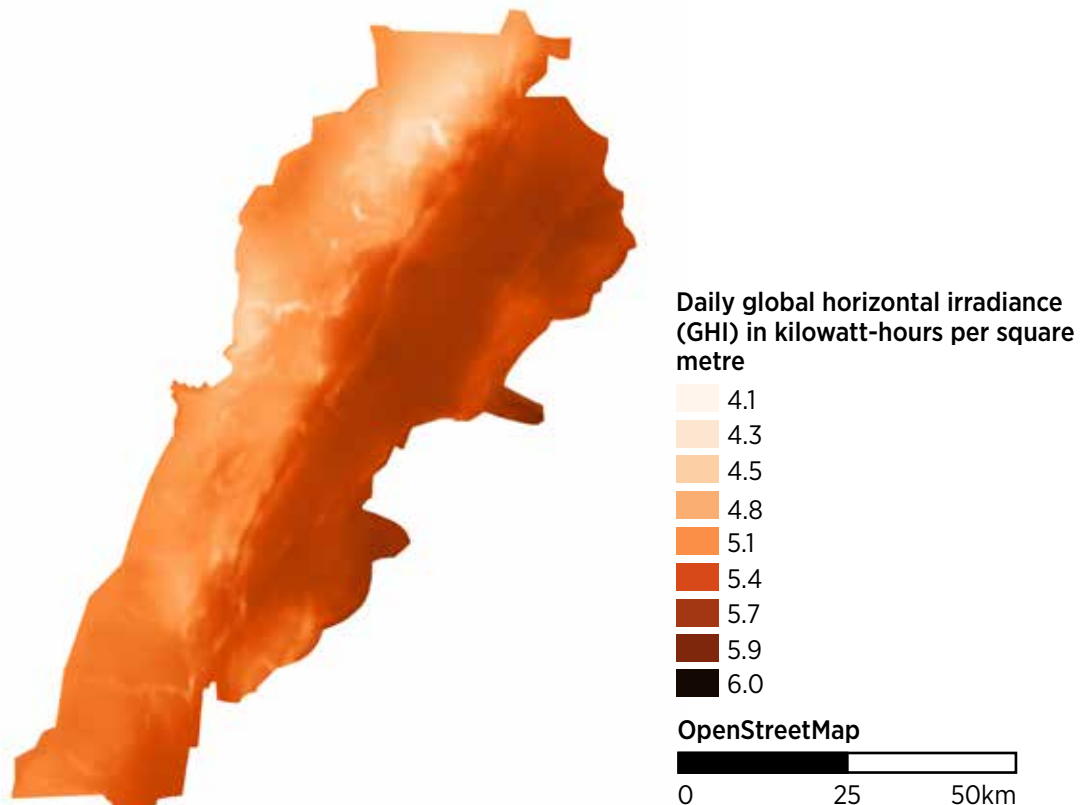 Daily global horizontal irradiance
(GHI) in kilowatt-hours per square
metre
4.1
4.3
4.5
4.8
5.1
5.4
5.7
5.9
6.0
OpenStreetMap
0 25 50km